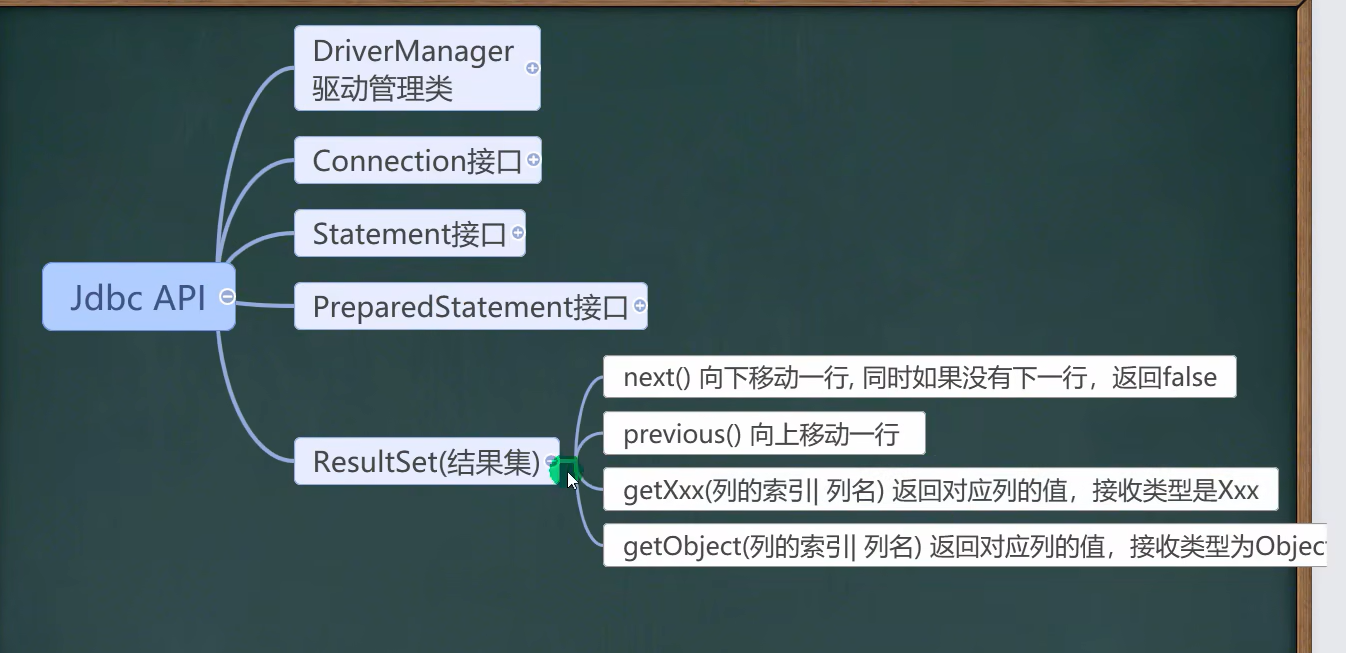 DriverManager
驱动管理类
Connection接口
Statement接口
Jdbc API
PreparedStatement接口
next() 向下移动一行, 同时如果没有下一行，返回false
previous() 向上移动一行
ResultSet(结果集)
getXxx(列的索引| 列名) 返回对应列的值，接收类型是Xxx
getObject(列的索引| 列名) 返回对应列的值，接收类型为Objec